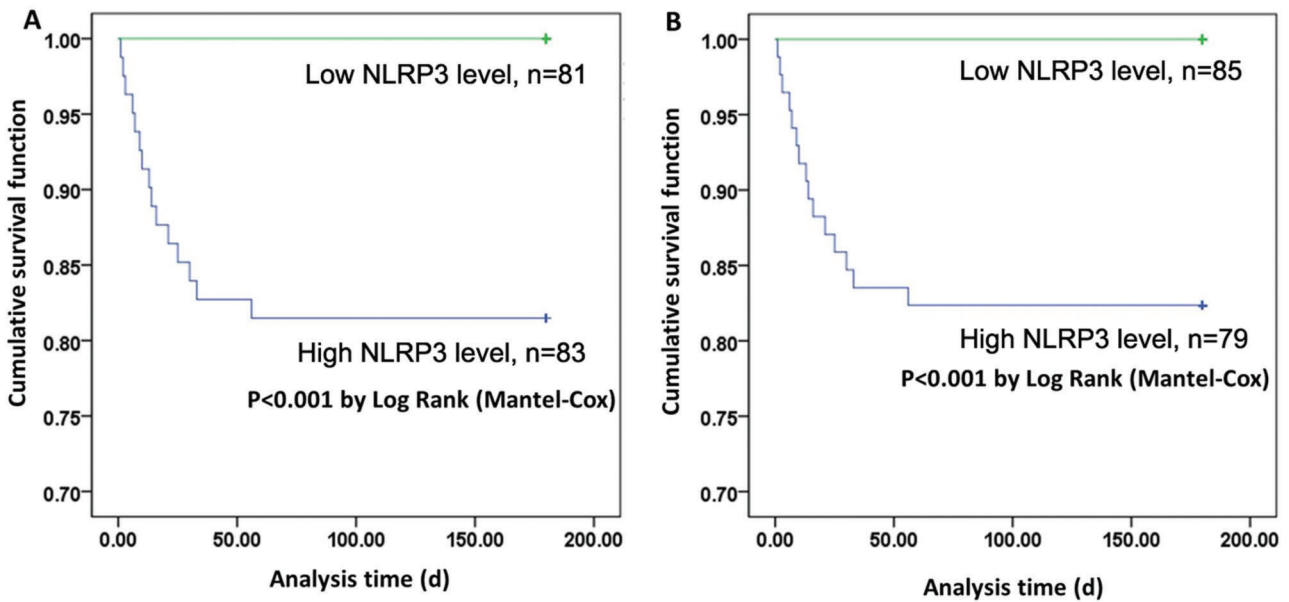 A
Cumulative survival function
1.00
0.95
0.90
0.85
0.80
0.75
0.70
Low NLRP3 level, n=81
High NLRP3 level, n=83
P<0.001 by Log Rank (Mantel-Cox)
0.00 50.00 100.00 150.00 200.00
Analysis time (d)
B
Cumulative survival function
1.00
0.95
0.90
0.85
0.80
0.75
0.70
Low NLRP3 level, n=85
High NLRP3 level, n=79
P<0.001 by Log Rank (Mantel-Cox)
0.00 50.00 100.00 150.00 200.00
Analysis time (d)